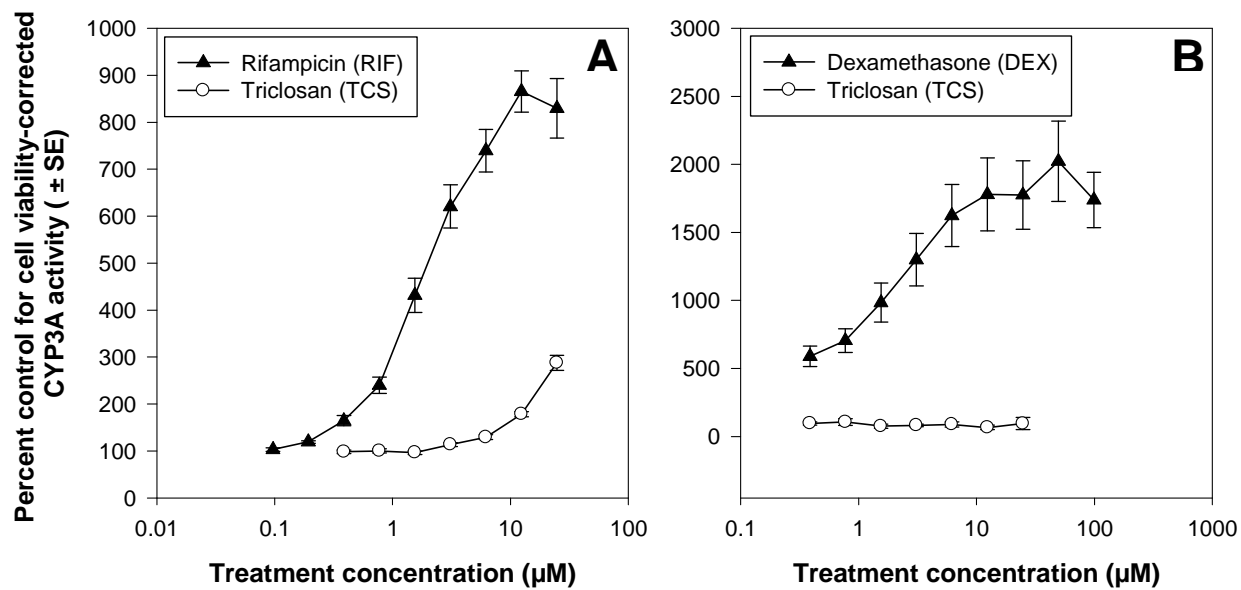 Percent control for cell viability-corrected
CYP3A activity ( ± SE)
A
Rifampicin (RIF)
Triclosan (TCS)
1000
900
800
700
600
500
400
300
200
100
0
0.01 0.1 1 10 100
Treatment concentration (µM)
B
Dexamethasone (DEX)
Triclosan (TCS)
3000
2500
2000
1500
1000
500
0
0.1 1 10 100 1000
Treatment concentration (µM)